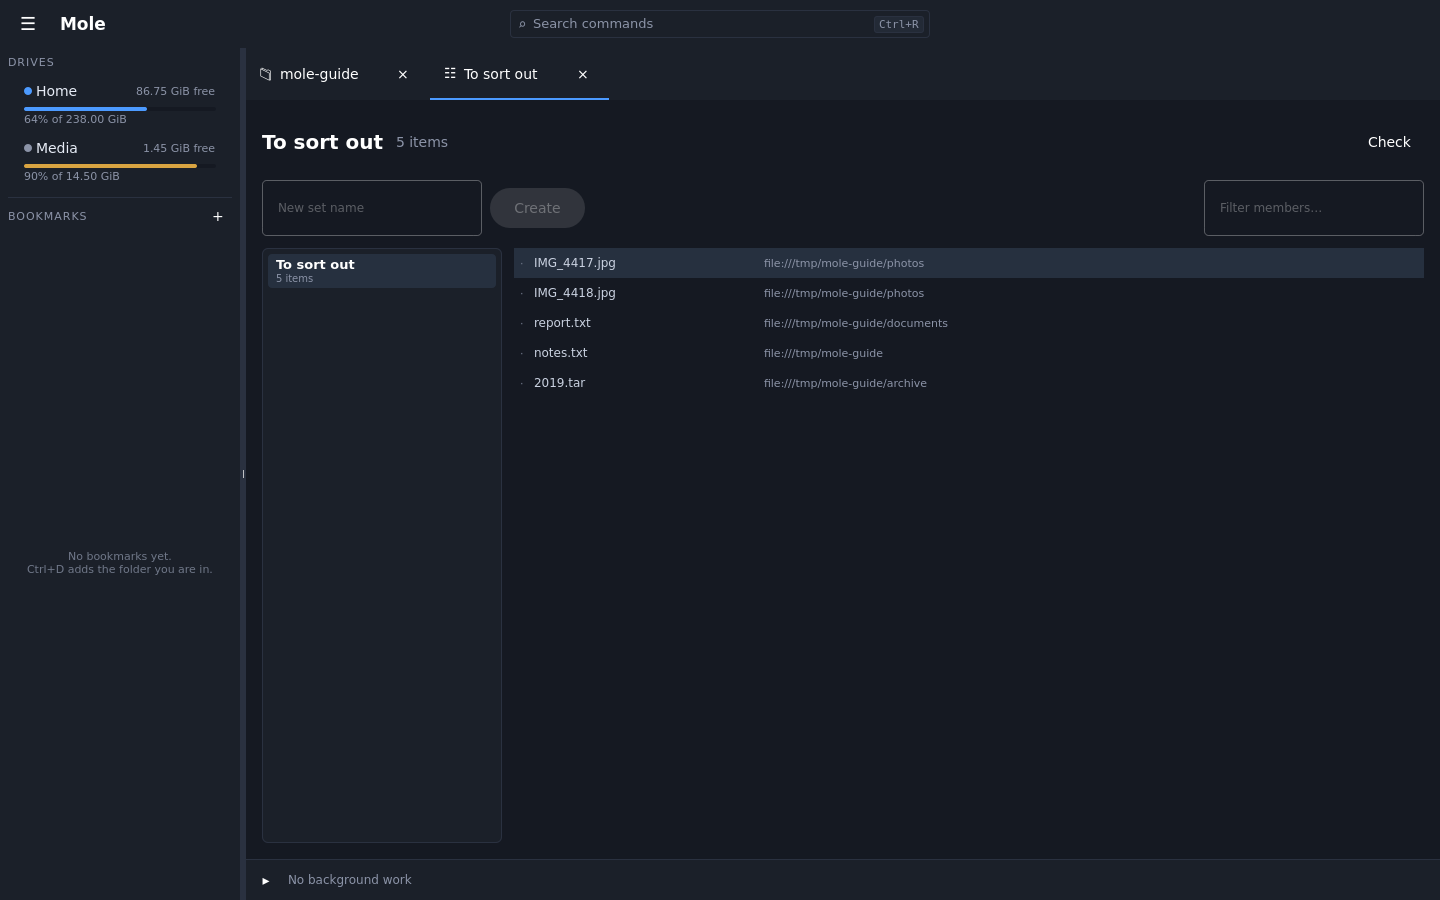 ☰ Mole
Search commands Ctrl+R
DRIVES
Home 86.75 GiB free
64% of 238.00 GiB
Media 1.45 GiB free
90% of 14.50 GiB
BOOKMARKS +
No bookmarks yet.
Ctrl+D adds the folder you are in.
mole-guide × To sort out ×
To sort out 5 items Check
New set name Create Filter members...
To sort out
5 items
· IMG_4417.jpg file:///tmp/mole-guide/photos
· IMG_4418.jpg file:///tmp/mole-guide/photos
· report.txt file:///tmp/mole-guide/documents
· notes.txt file:///tmp/mole-guide
· 2019.tar file:///tmp/mole-guide/archive
▸ No background work